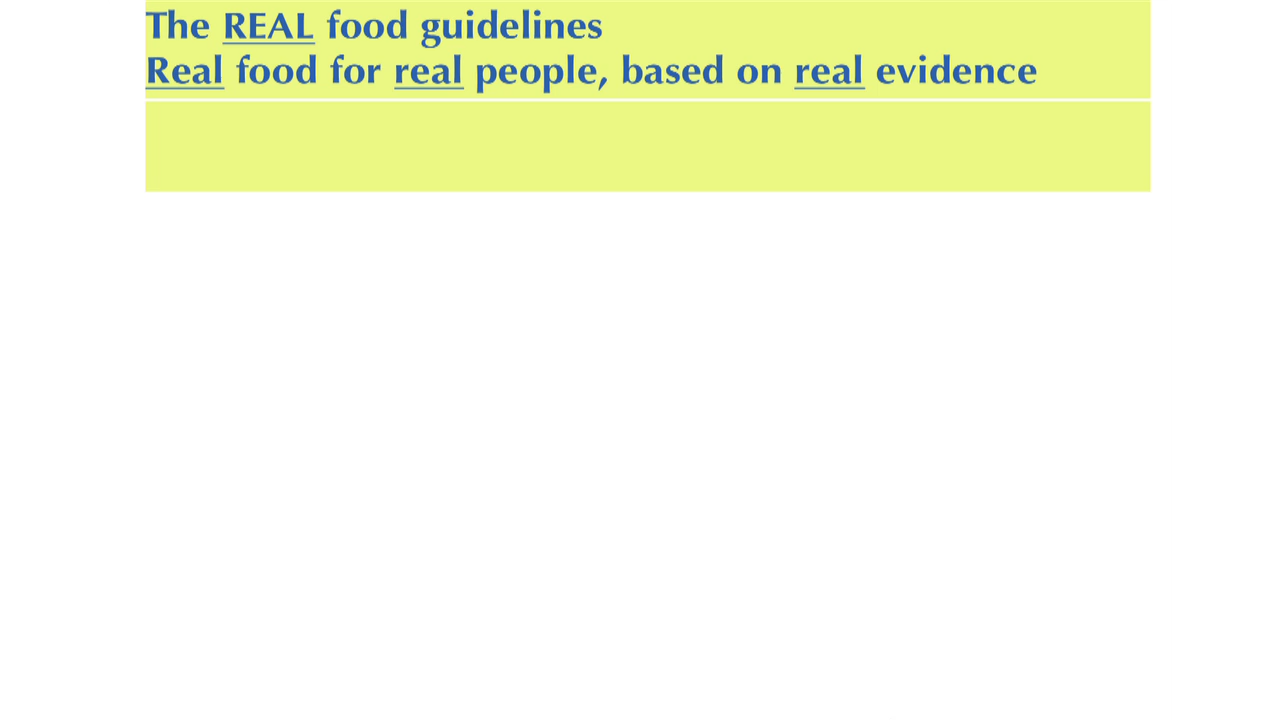 The REAL food guidelines
Real food for real people, based on real evidence